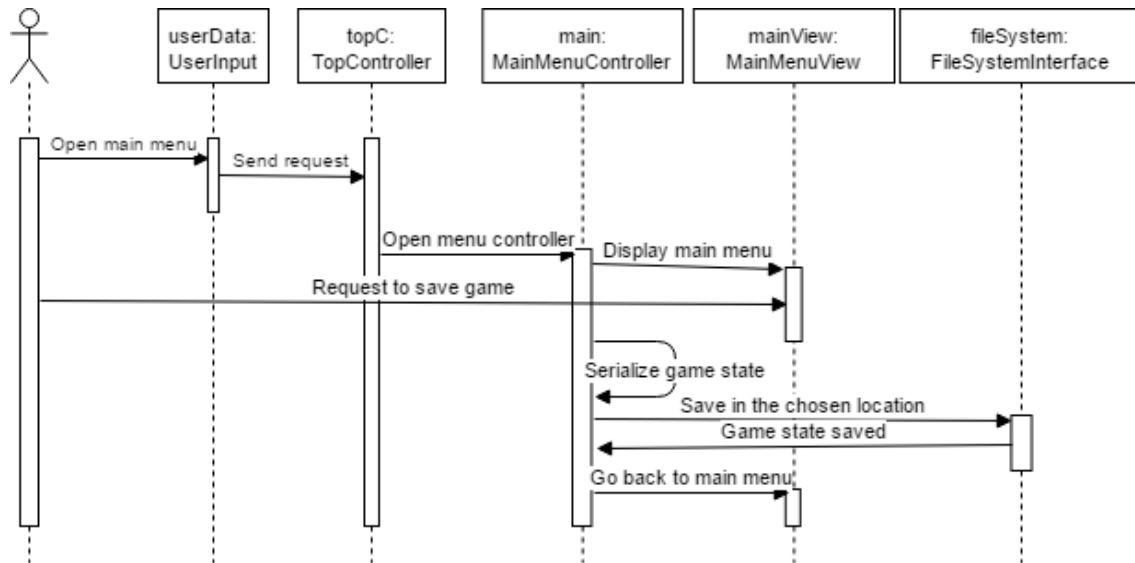 userData:
UserInput
topC:
TopController
main:
MainMenuController
mainView:
MainMenuView
fileSystem:
FileSystemInterface
Open main menu
Send request
Open menu controller
Display main menu
Request to save game
Serialize game state
Save in the chosen location
Game state saved
Go back to main menu